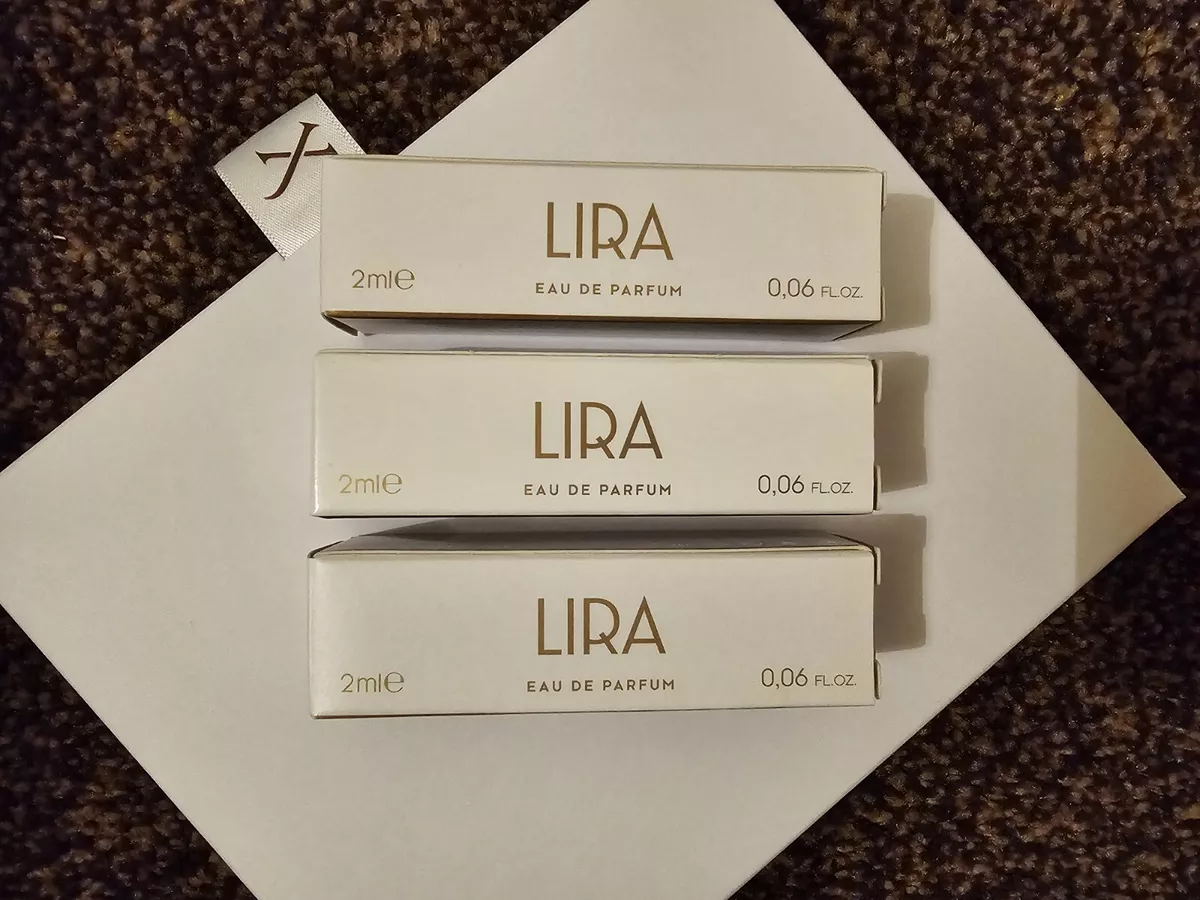 LIRA
2ml℮
EAU DE PARFUM
0,06 FL.OZ.
LIRA
2ml℮
EAU DE PARFUM
0,06 FL.OZ.
LIRA
2ml℮
EAU DE PARFUM
0,06 FL.OZ.